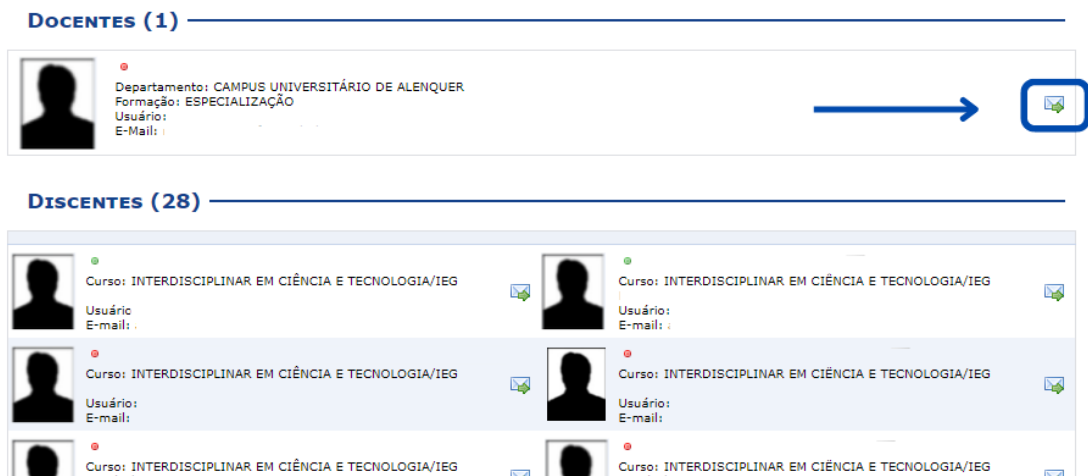 DOCENTES (1)
Departamento: CAMPUS UNIVERSITÁRIO DE ALENQUER
Formação: ESPECIALIZAÇÃO
Usuário:
E-Mail:
DISCENTES (28)
Curso: INTERDISCIPLINAR EM CIÊNCIA E TECNOLOGIA/IEG
Usuáric
E-mail:
Curso: INTERDISCIPLINAR EM CIÊNCIA E TECNOLOGIA/IEG
Usuário:
E-mail:
Curso: INTERDISCIPLINAR EM CIÊNCIA E TECNOLOGIA/IEG
Usuário:
E-mail:
Curso: INTERDISCIPLINAR EM CIÊNCIA E TECNOLOGIA/IEG
Usuário:
E-mail:
Curso: INTERDISCIPLINAR EM CIÊNCIA E TECNOLOGIA/IEG
Curso: INTERDISCIPLINAR EM CIÊNCIA E TECNOLOGIA/IEG